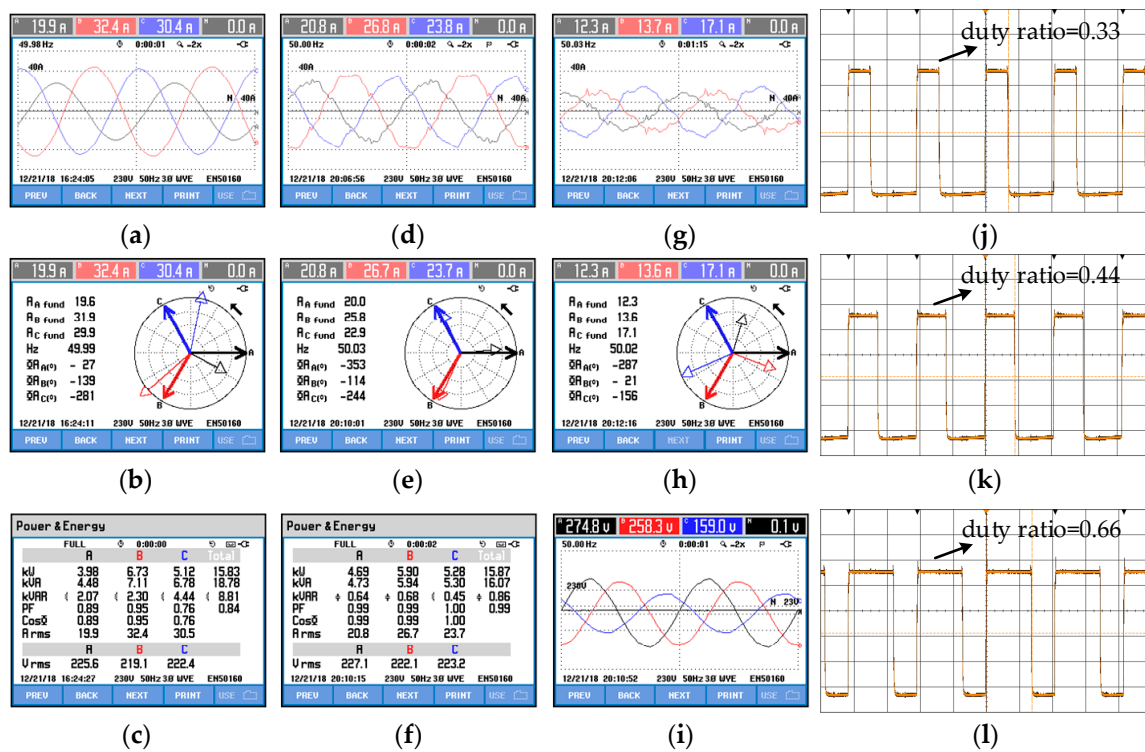 A 19.9 A B 32.4 A C 30.4 A N 0.0 A
49.98 Hz 0:00:01 -2x
40A
N 40A
12/21/18 16:24:05 230V 50Hz 3Ø WYE EN50160
PREV BACK NEXT PRINT USE
(a)
A 20.8 A B 26.8 A C 23.8 A N 0.0 A
50.00 Hz 0:00:02 -2x P
40A
N 40A
12/21/18 20:06:56 230V 50Hz 3Ø WYE EN50160
PREV BACK NEXT PRINT USE
(d)
A 12.3 A B 13.7 A C 17.1 A N 0.0 A
50.03 Hz 0:01:15 -2x P
40A
N 40A
12/21/18 20:12:06 230V 50Hz 3Ø WYE EN50160
PREV BACK NEXT PRINT USE
(g)
duty ratio=0.33
(j)
A 19.9 A B 32.4 A C 30.4 A N 0.0 A
A A fund 19.6
A B fund 31.9
A C fund 29.9
Hz 49.99
ΦA A(°) - 27
ΦA B(°) -139
ΦA C(°) -281
C
A
B
12/21/18 16:24:11 230V 50Hz 3Ø WYE EN50160
PREV BACK NEXT PRINT USE
(b)
A 20.8 A B 26.7 A C 23.7 A N 0.0 A
A A fund 20.0
A B fund 25.8
A C fund 22.9
Hz 50.03
ΦA A(°) -353
ΦA B(°) -114
ΦA C(°) -244
C
A
B
12/21/18 20:10:01 230V 50Hz 3Ø WYE EN50160
PREV BACK NEXT PRINT USE
(e)
A 12.3 A B 13.6 A C 17.1 A N 0.0 A
A A fund 12.3
A B fund 13.6
A C fund 17.1
Hz 50.02
ΦA A(°) -287
ΦA B(°) - 21
ΦA C(°) -156
C
A
B
12/21/18 20:12:16 230V 50Hz 3Ø WYE EN50160
PREV BACK NEXT PRINT USE
(h)
duty ratio=0.44
(k)
Power & Energy
FULL 0:00:00
A B C Total
kW 3.98 6.73 5.12 15.83
kVA 4.48 7.11 6.78 18.78
kVAR ( 2.07 ( 2.30 ( 4.44 ( 8.81
PF 0.89 0.95 0.76 0.84
CosΦ 0.89 0.95 0.76
A rms 19.9 32.4 30.5
A B C
V rms 225.6 219.1 222.4
12/21/18 16:24:27 230V 50Hz 3Ø WYE EN50160
PREV BACK NEXT PRINT USE
(c)
Power & Energy
FULL 0:00:02
A B C Total
kW 4.69 5.90 5.28 15.87
kVA 4.73 5.94 5.30 16.07
kVAR 0.64 0.68 ( 0.45 0.86
PF 0.99 0.99 1.00 0.99
CosΦ 0.99 0.99 1.00
A rms 20.8 26.7 23.7
A B C
V rms 227.1 222.1 223.2
12/21/18 20:10:15 230V 50Hz 3Ø WYE EN50160
PREV BACK NEXT PRINT USE
(f)
A 274.8 V B 258.3 V C 159.0 V N 0.1 V
50.00 Hz 0:00:01 -2x P
230V
N 23V
12/21/18 20:10:52 230V 50Hz 3Ø WYE EN50160
PREV BACK NEXT PRINT USE
(i)
duty ratio=0.66
(l)